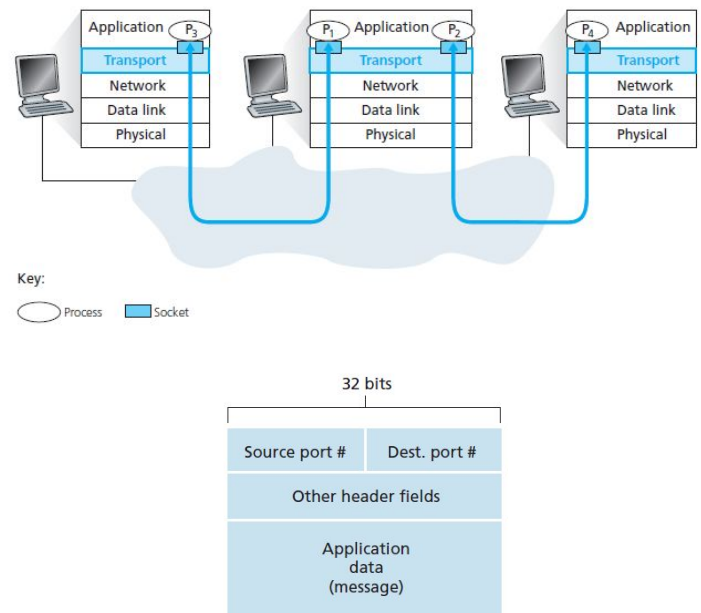 Application P3
Transport
Network
Data link
Physical
P1 Application P2
Transport
Network
Data link
Physical
P4 Application
Transport
Network
Data link
Physical
Key:
Process Socket
32 bits
Source port # Dest. port #
Other header fields
Application
data
(message)